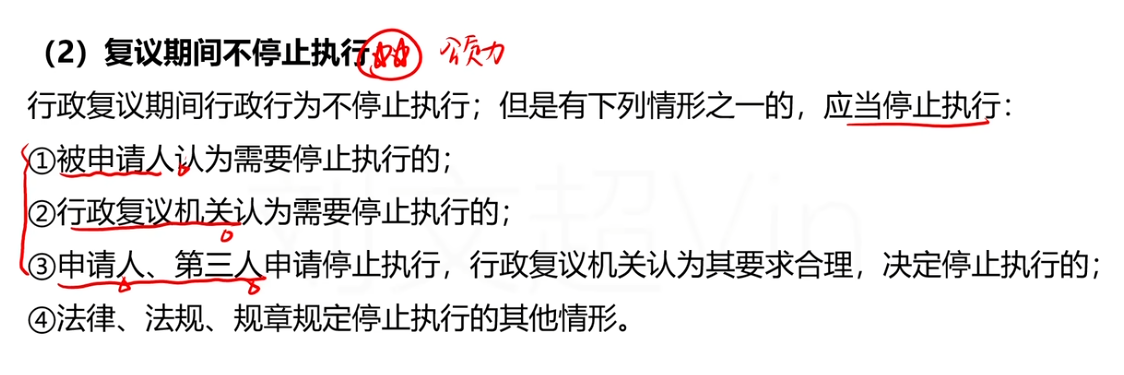 （2）复议期间不停止执行 公定力
行政复议期间行政行为不停止执行；但是有下列情形之一的，应当停止执行：
①被申请人认为需要停止执行的；
②行政复议机关认为需要停止执行的；
③申请人、第三人申请停止执行，行政复议机关认为其要求合理，决定停止执行的；
④法律、法规、规章规定停止执行的其他情形。
刘文超Vin